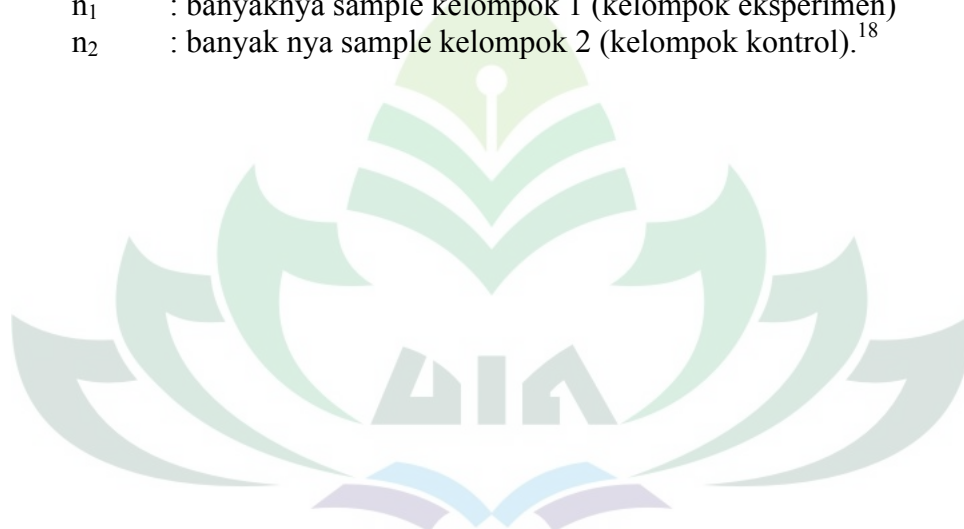 n₁ : banyaknya sample kelompok 1 (kelompok eksperimen)
n₂ : banyak nya sample kelompok 2 (kelompok kontrol).¹⁸